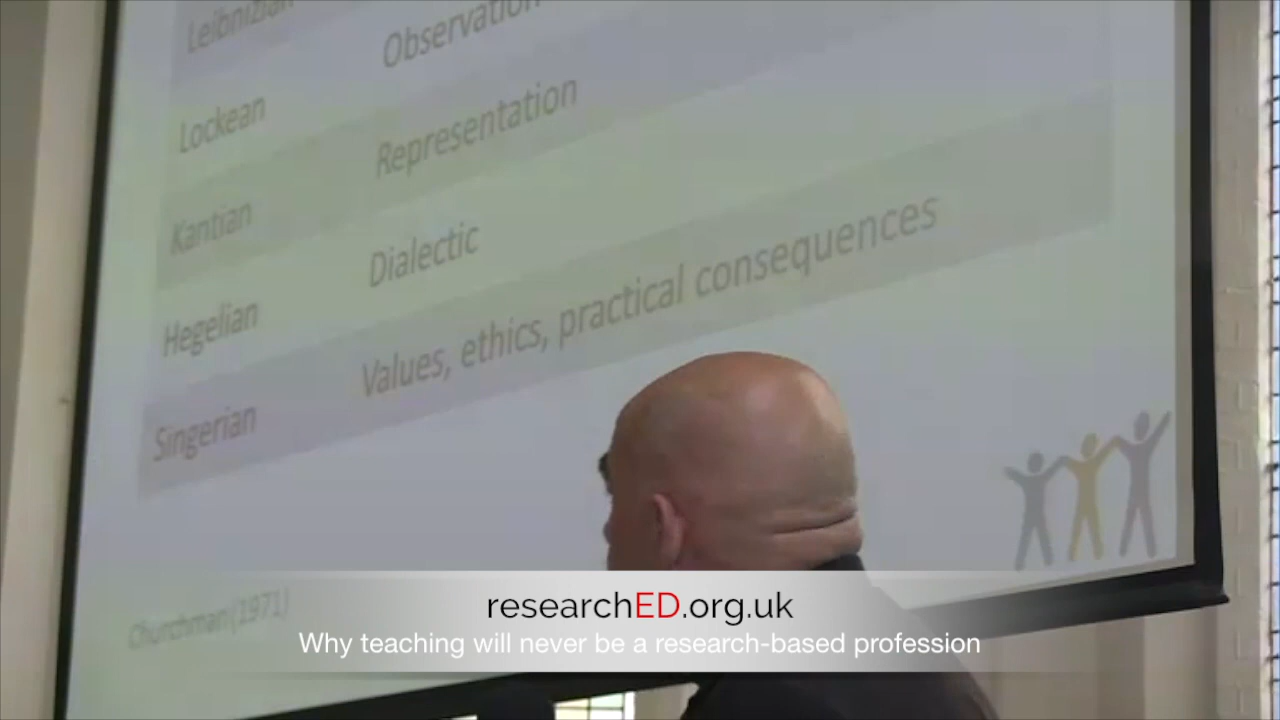 Leibnizian
Lockean Observation
Kantian Representation
Hegelian Dialectic
Singerian Values, ethics, practical consequences
Churchman (1971)
researchED.org.uk
Why teaching will never be a research-based profession